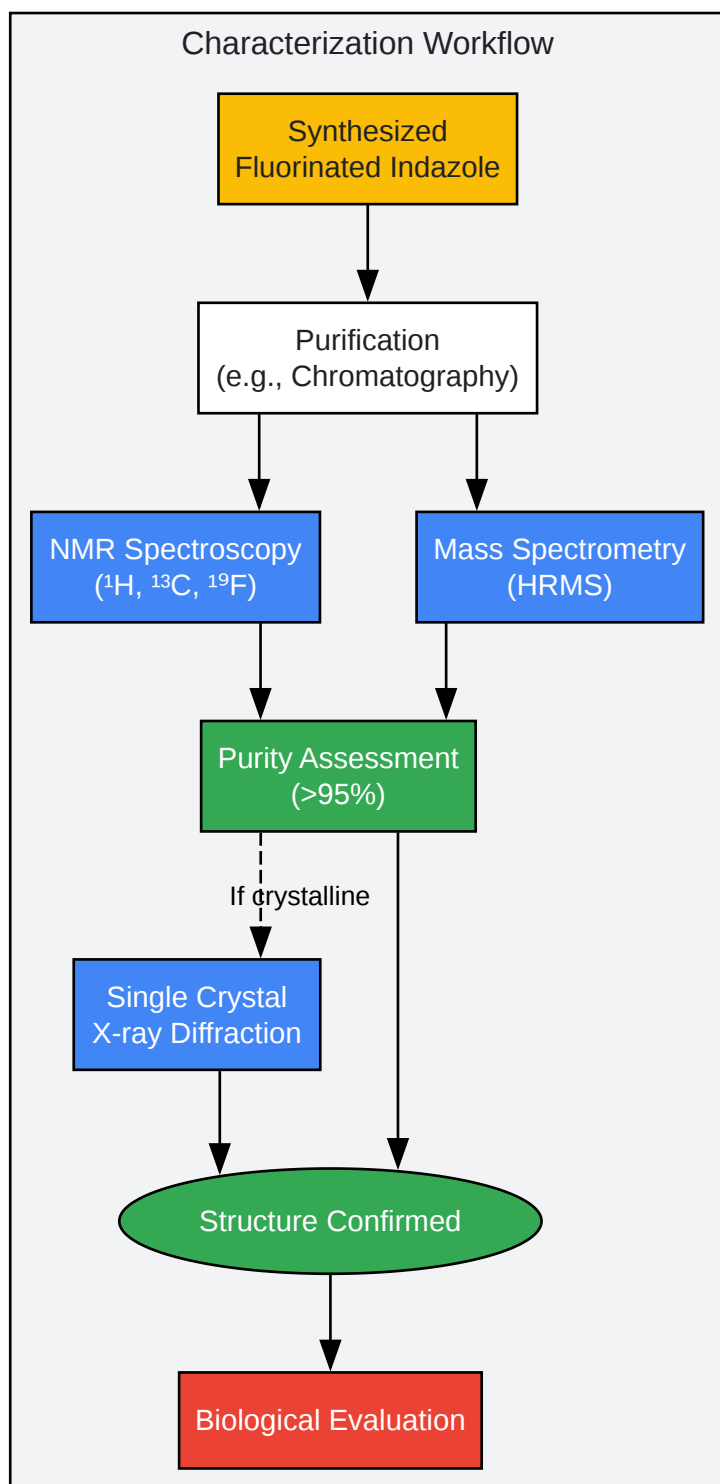 Characterization Workflow
Synthesized
Fluorinated Indazole
Purification
(e.g., Chromatography)
NMR Spectroscopy
(¹H, ¹³C, ¹⁹F)
Mass Spectrometry
(HRMS)
Purity Assessment
(>95%)
If crystalline
Single Crystal
X-ray Diffraction
Structure Confirmed
Biological Evaluation